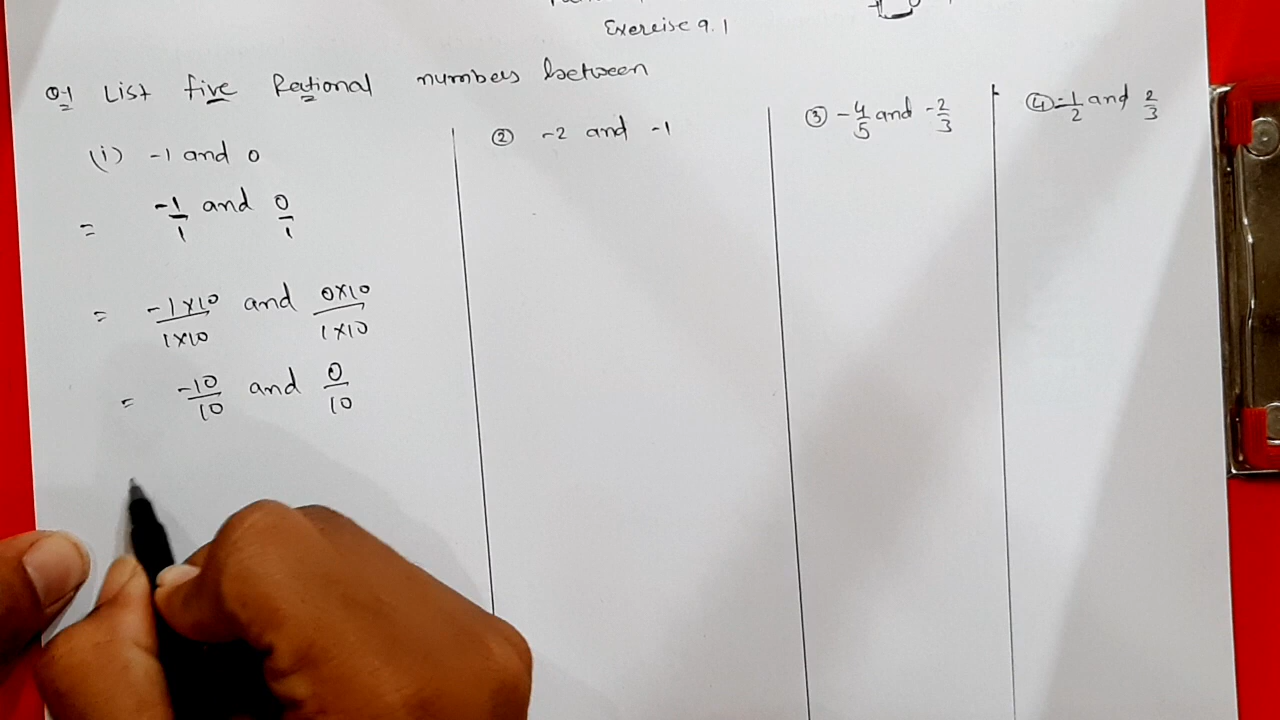 Exercise 9.1
Q-1 List five Rational numbers between
(i) -1 and 0
= -1/1 and 0/1
= -1×10/1×10 and 0×10/1×10
= -10/10 and 0/10
② -2 and -1
③ -4/5 and -2/3
④ -1/2 and 2/3